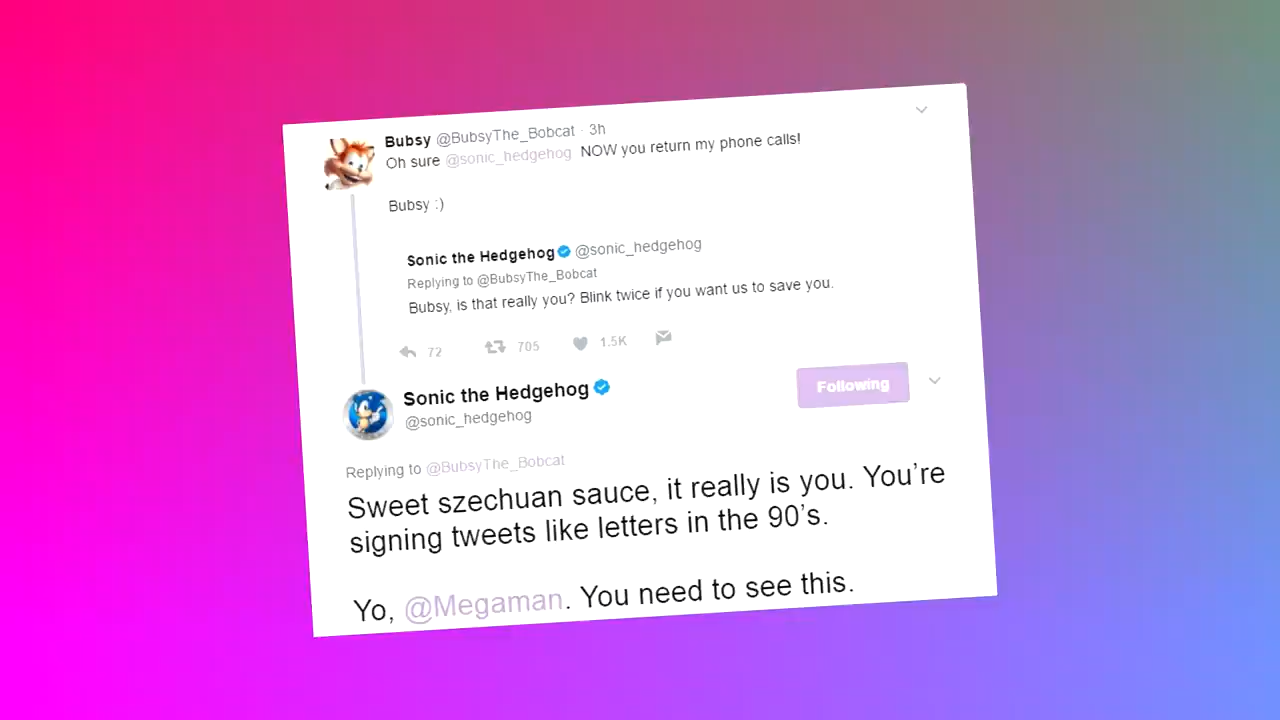 Bubsy @BubsyThe_Bobcat · 3h
Oh sure @sonic_hedgehog NOW you return my phone calls!
Bubsy :)
Sonic the Hedgehog @sonic_hedgehog
Replying to @BubsyThe_Bobcat
Bubsy, is that really you? Blink twice if you want us to save you.
72 705 1.5K
Sonic the Hedgehog Following
@sonic_hedgehog
Replying to @BubsyThe_Bobcat
Sweet szechuan sauce, it really is you. You’re
signing tweets like letters in the 90’s.
Yo, @Megaman. You need to see this.